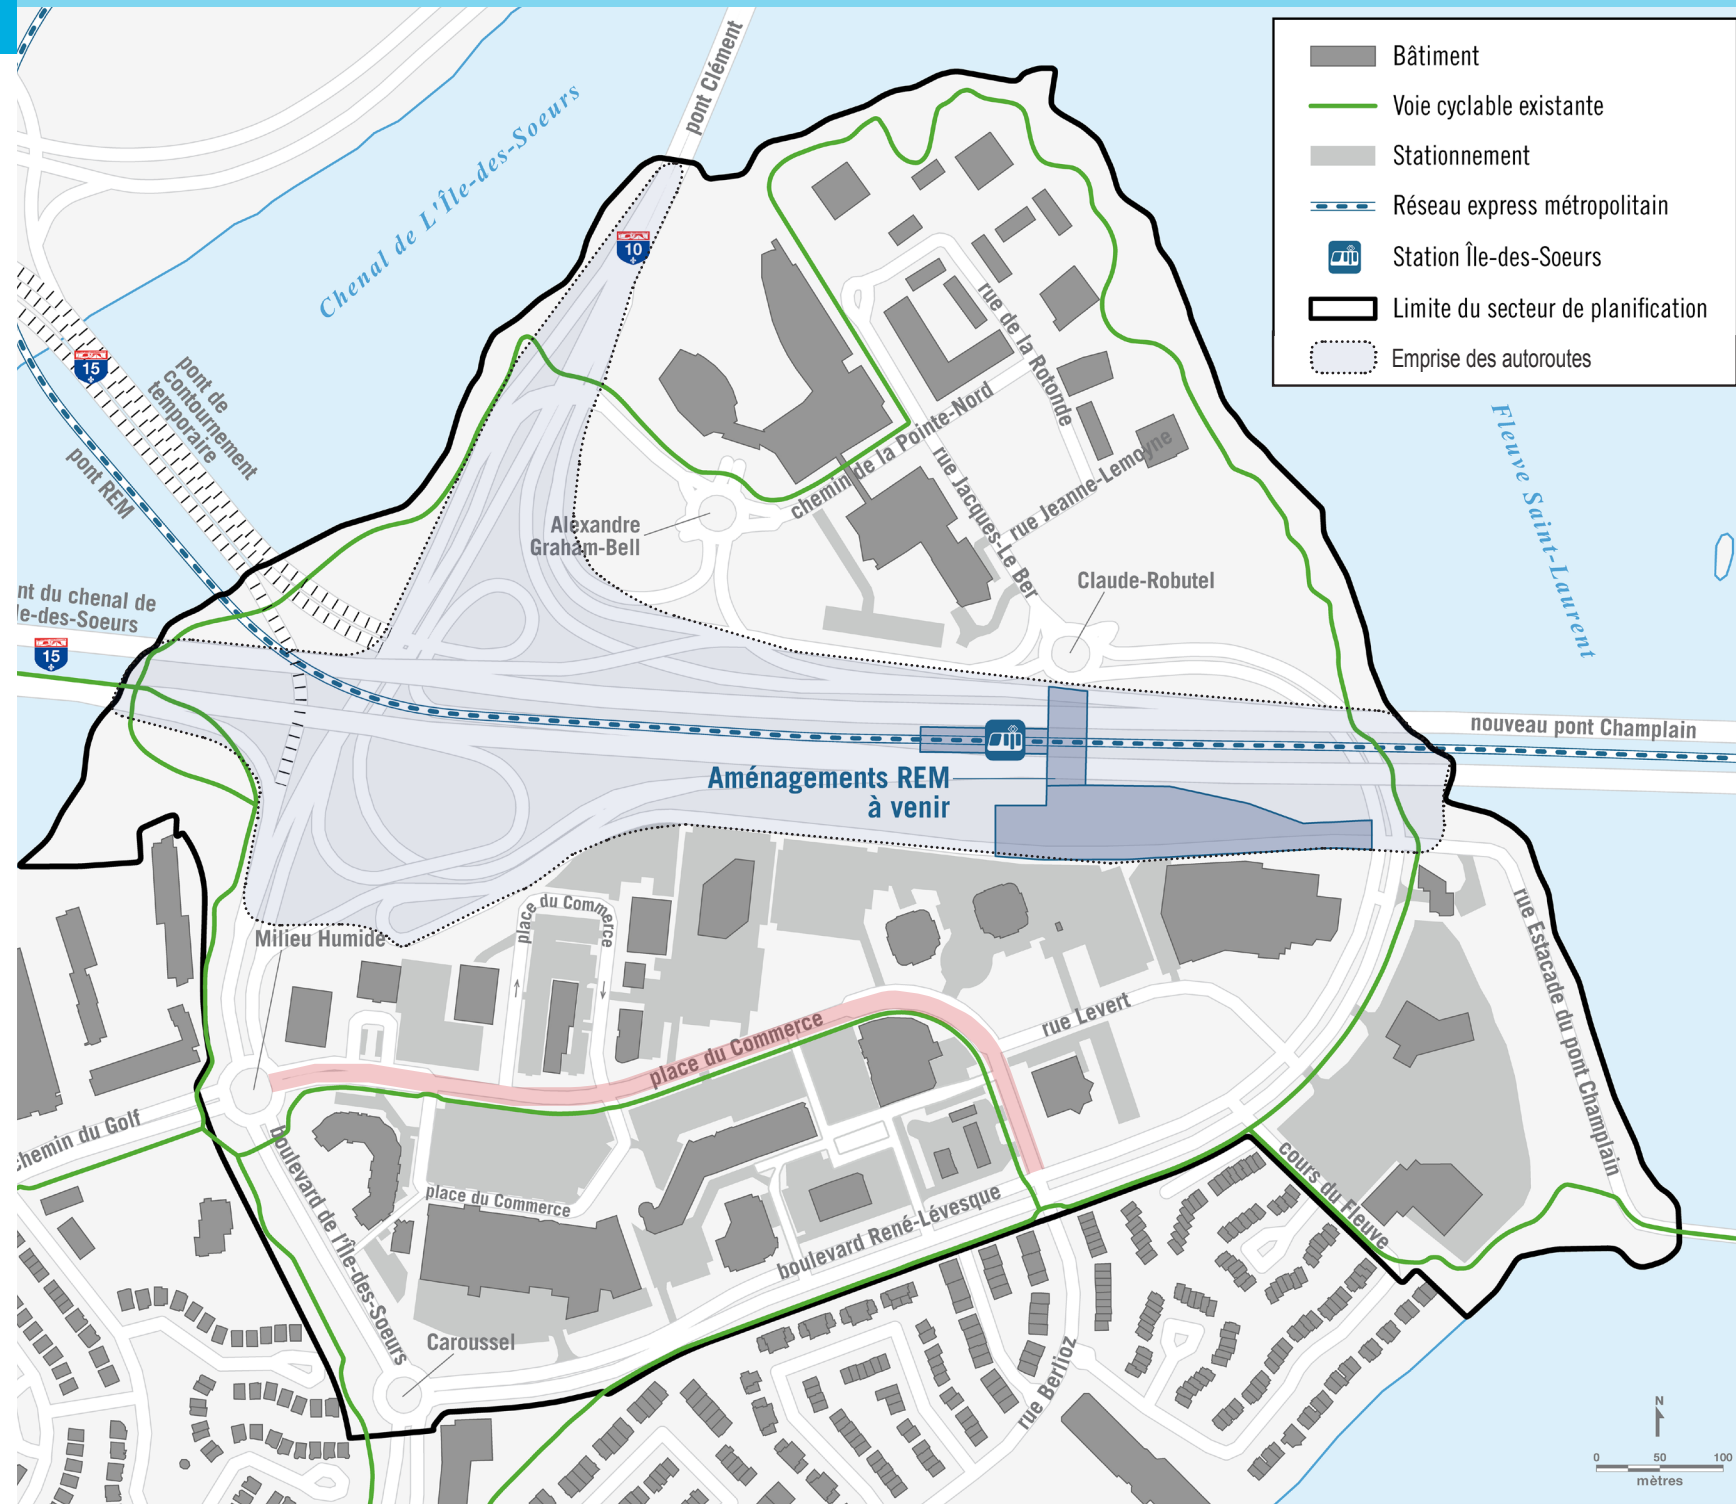 Bâtiment
Voie cyclable existante
Stationnement
Réseau express métropolitain
Station Île-des-Soeurs
Limite du secteur de planification
Emprise des autoroutes
pont Clément
Chenal de L'Île-des-Soeurs
10
15
pont de
contournement
temporaire
pont REM
rue de la Rotonde
chemin de la Pointe-Nord
rue Jacques-Le Ber
rue Jeanne-Lemoyne
Fleuve Saint-Laurent
Alexandre
Graham-Bell
Claude-Robutel
nt du chenal de
le-des-Soeurs
15
nouveau pont Champlain
Aménagements REM
à venir
place du Commerce
Milieu Humide
rue Estacade du pont Champlain
rue Levert
place du Commerce
chemin du Golf
boulevard de l'Île-des-Soeurs
place du Commerce
boulevard René-Lévesque
cours du Fleuve
Caroussel
rue Berlioz
N
0 50 100
mètres